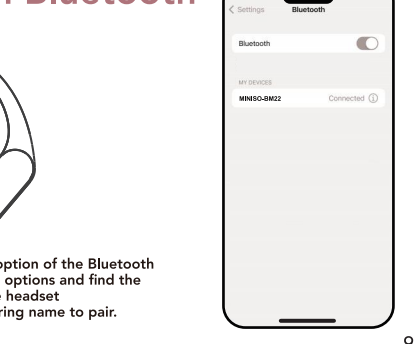 Bluetooth
Settings
Bluetooth
Bluetooth
MY DEVICES
MINISO-BM22 Connected
option of the Bluetooth
options and find the
headset
name to pair.
9